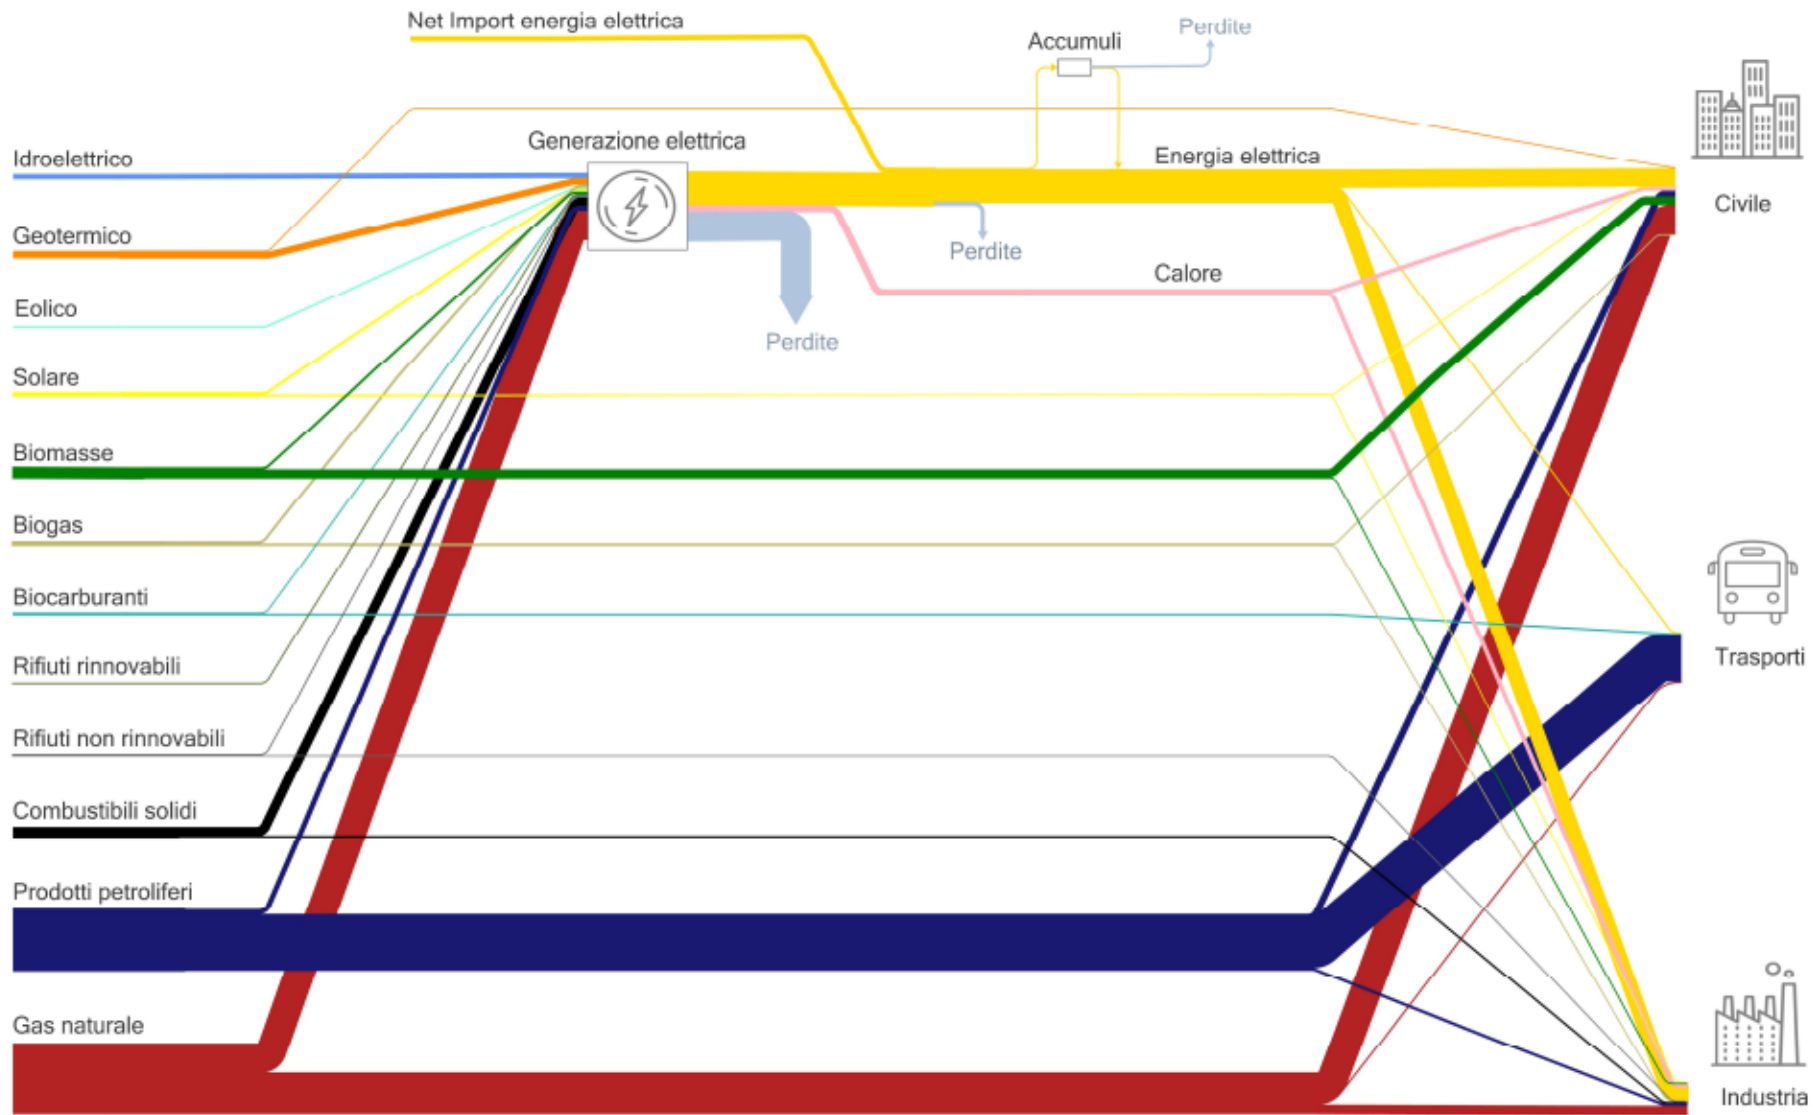 Net Import energia elettrica
Perdite
Accumuli
Generazione elettrica
Idroelettrico
Energia elettrica
Civile
Geotermico
Perdite
Calore
Eolico
Perdite
Solare
Biomasse
Biogas
Biocarburanti
Trasporti
Rifiuti rinnovabili
Rifiuti non rinnovabili
Combustibili solidi
Prodotti petroliferi
Gas naturale
Industria